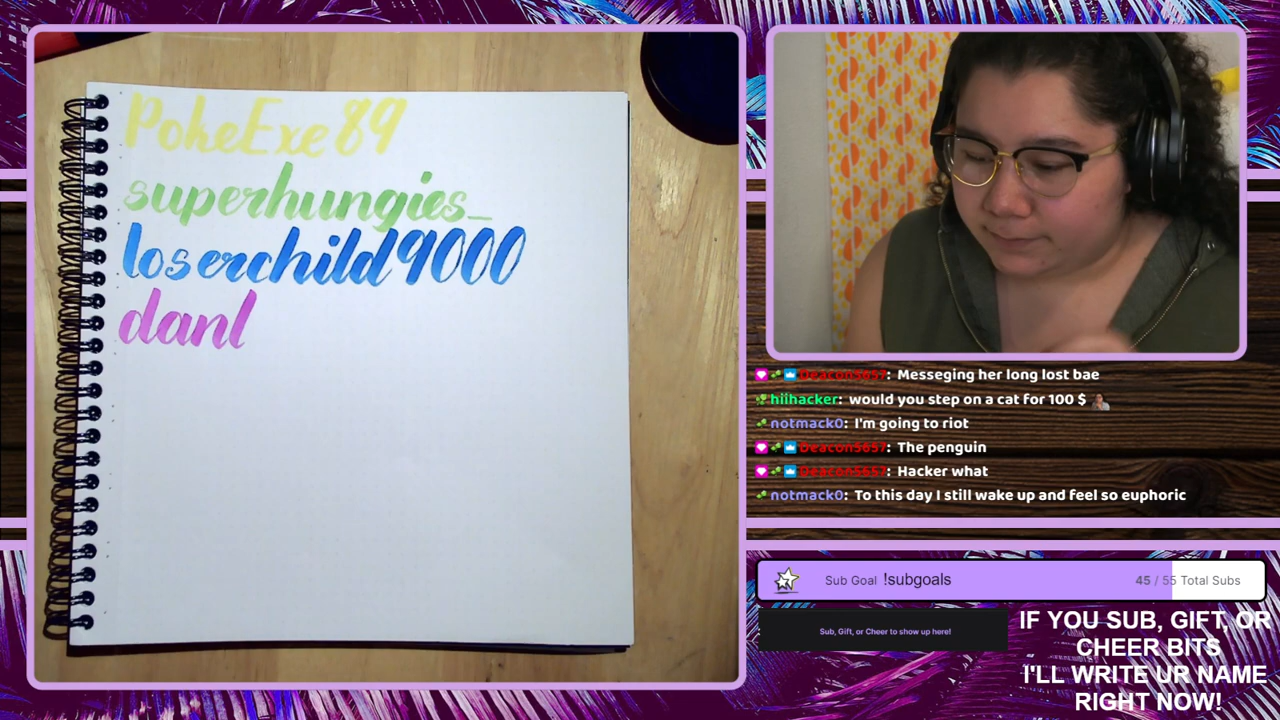 PokeExe89
superhungies_
loserchild9000
danl
Deacon5657: Messeging her long lost bae
hiihacker: would you step on a cat for 100 $
notmack0: I'm going to riot
Deacon5657: The penguin
Deacon5657: Hacker what
notmack0: To this day I still wake up and feel so euphoric
Sub Goal !subgoals 45 / 55 Total Subs
Sub, Gift, or Cheer to show up here!
IF YOU SUB, GIFT, OR
CHEER BITS
I'LL WRITE UR NAME
RIGHT NOW!